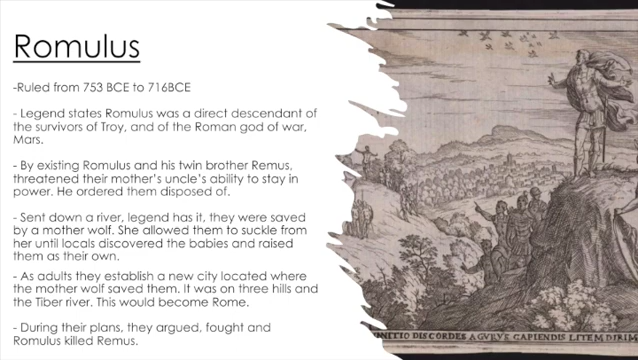 Romulus
-Ruled from 753 BCE to 716BCE
- Legend states Romulus was a direct descendant of
the survivors of Troy, and of the Roman god of war,
Mars.
- By existing Romulus and his twin brother Remus,
threatened their mother's uncle's ability to stay in
power. He ordered them disposed of.
- Sent down a river, legend has it, they were saved
by a mother wolf. She allowed them to suckle from
her until locals discovered the babies and raised
them as their own.
- As adults they establish a new city located where
the mother wolf saved them. It was on three hills and
the Tiber river. This would become Rome.
- During their plans, they argued, fought and
Romulus killed Remus.
DISCORDES AGVRVE CAPIENDIS LITEM DIRIM